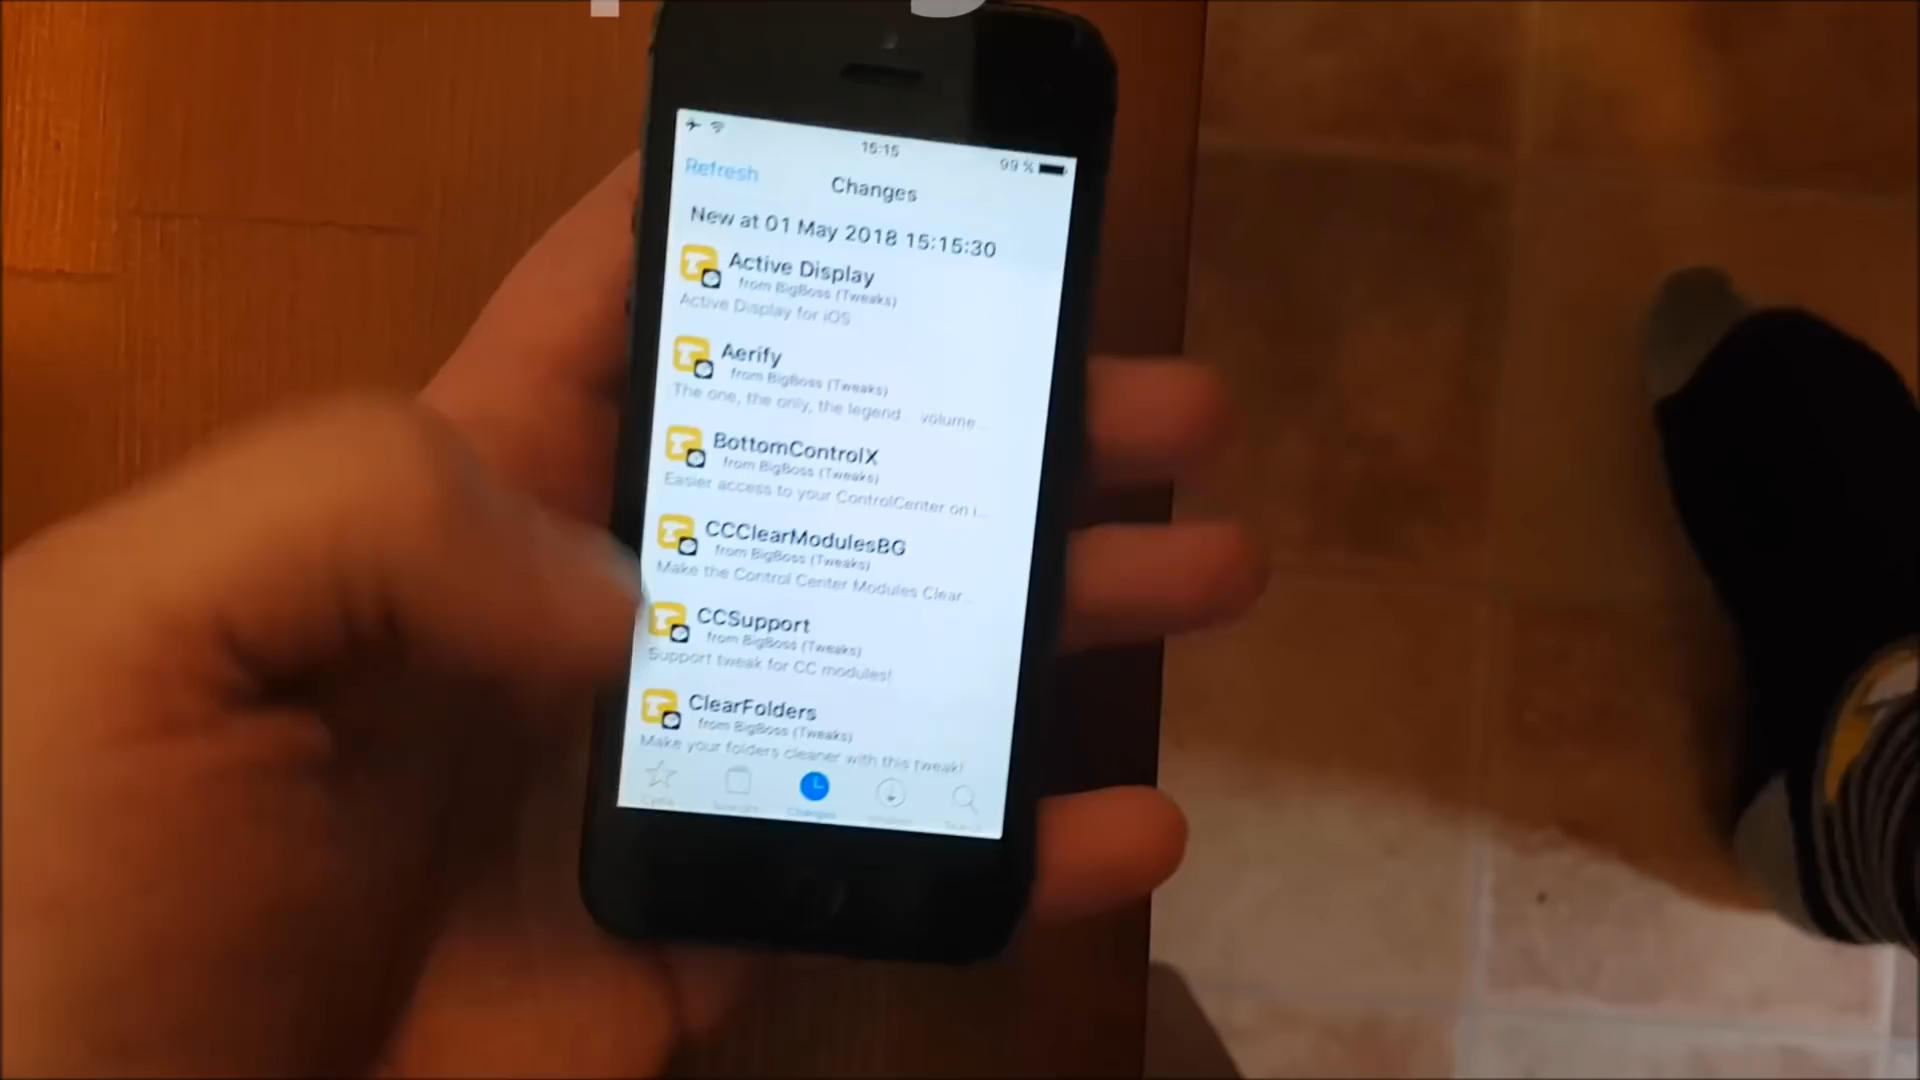 15:15
99 %
Refresh
Changes
New at 01 May 2018 15:15:30
Active Display
from BigBoss (Tweaks)
Active Display for iOS
Aerify
from BigBoss (Tweaks)
The one, the only, the legend... volume...
BottomControlX
from BigBoss (Tweaks)
Easier access to your ControlCenter on i...
CCClearModulesBG
from BigBoss (Tweaks)
Make the Control Center Modules Clear...
CCSupport
from BigBoss (Tweaks)
Support tweak for CC modules!
ClearFolders
from BigBoss (Tweaks)
Make your folders cleaner with this tweak!
Cydia
Changes